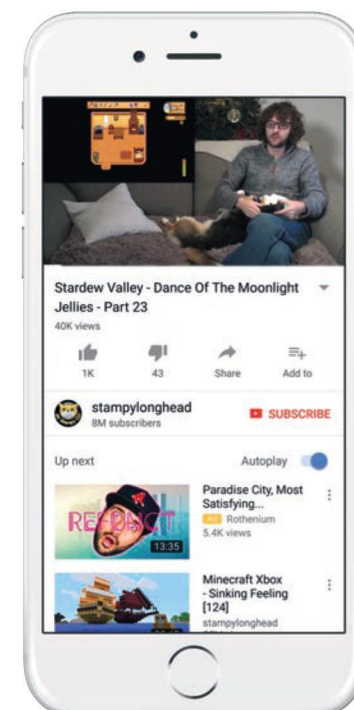 Stardew Valley - Dance Of The Moonlight
Jellies - Part 23
40K views
1K
43
Share
Add to
stampylonghead
8M subscribers
SUBSCRIBE
Up next
Autoplay
REFDUCT
13:35
Paradise City, Most
Satisfying...
Ad Rothenium
5.4K views
Minecraft Xbox
- Sinking Feeling
[124]
stampylonghead